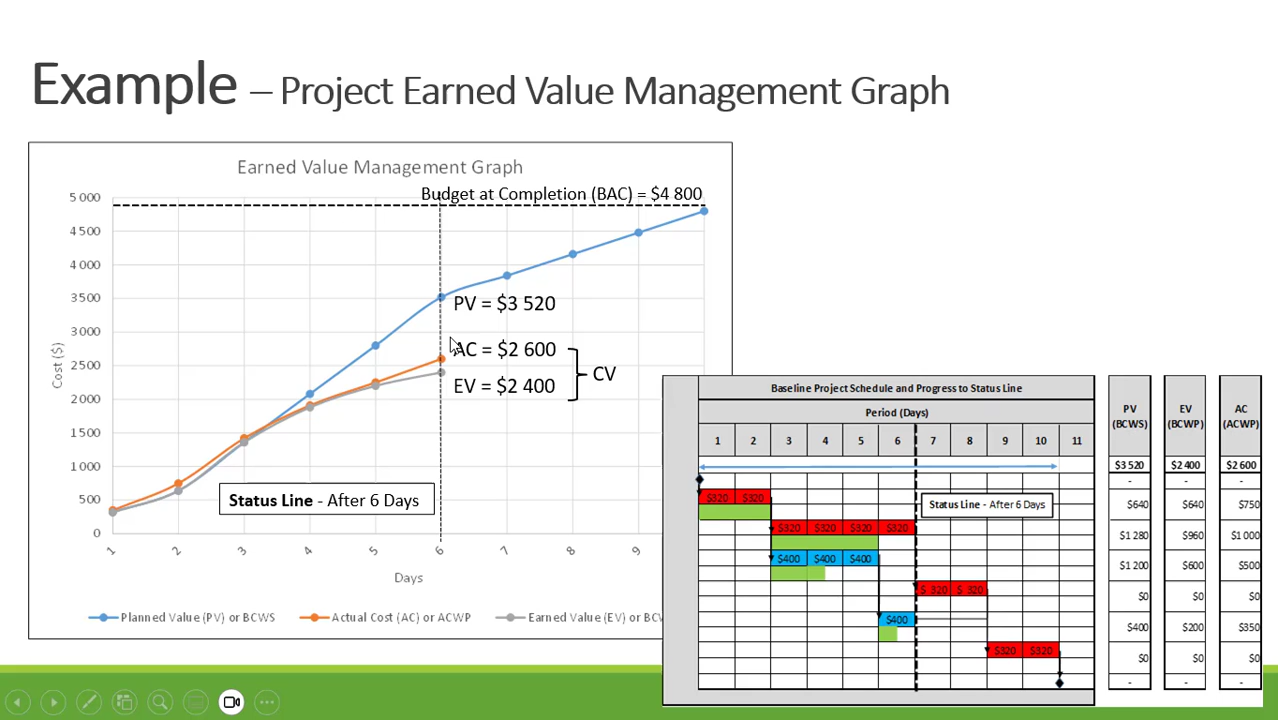 Example – Project Earned Value Management Graph
Earned Value Management Graph
Budget at Completion (BAC) = $4 800
5 000
4 500
4 000
3 500
3 000
2 500
2 000
1 500
1 000
500
0
Cost ($)
PV = $3 520
AC = $2 600
EV = $2 400
CV
Status Line - After 6 Days
1 2 3 4 5 6 7 8 9
Days
Planned Value (PV) or BCWS Actual Cost (AC) or ACWP Earned Value (EV) or BCW
Baseline Project Schedule and Progress to Status Line
Period (Days)
1 2 3 4 5 6 7 8 9 10 11
$320 $320
Status Line - After 6 Days
$320 $320 $320 $320
$400 $400 $400
$ 320 $ 320
$400
$320 $320
PV
(BCWS)
$3 520
-
$640
$1 280
$1 200
$0
$400
$0
-
EV
(BCWP)
$2 400
-
$640
$960
$600
$0
$200
$0
-
AC
(ACWP)
$2 600
-
$750
$1 000
$500
$0
$350
$0
-